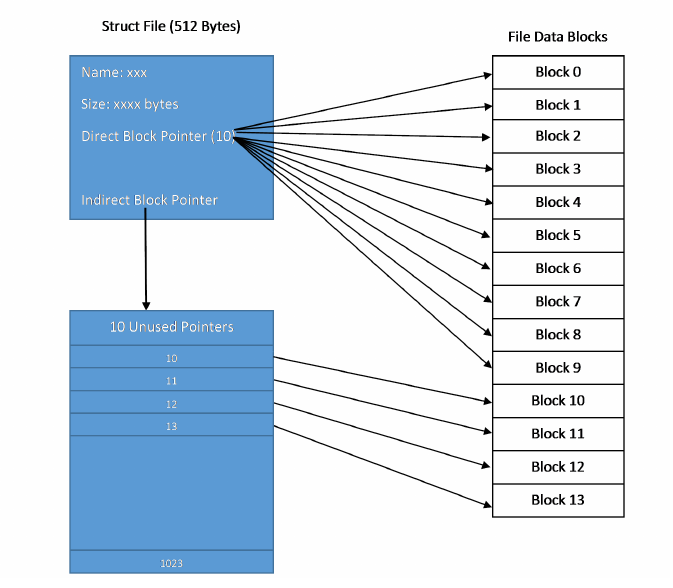 Struct File (512 Bytes)
Name: xxx
Size: xxxx bytes
Direct Block Pointer (10)
Indirect Block Pointer
10 Unused Pointers
10
11
12
13
1023
File Data Blocks
Block 0
Block 1
Block 2
Block 3
Block 4
Block 5
Block 6
Block 7
Block 8
Block 9
Block 10
Block 11
Block 12
Block 13